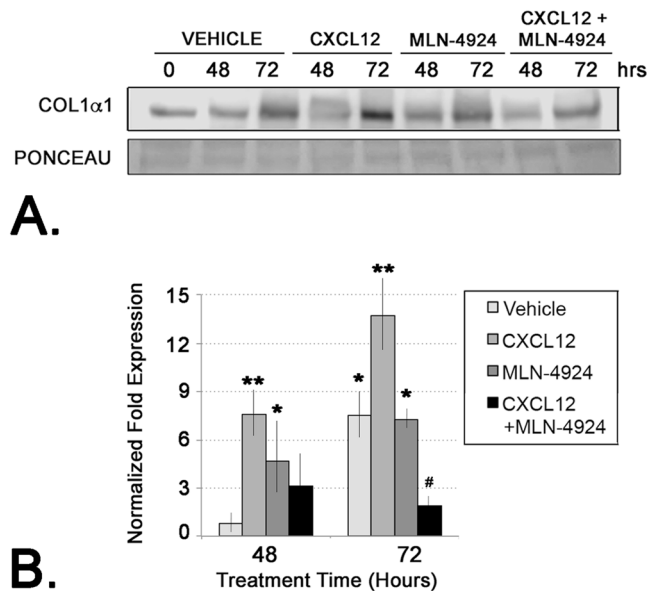 CXCL12 +
VEHICLE CXCL12 MLN-4924 MLN-4924
0 48 72 48 72 48 72 48 72 hrs
COL1α1
PONCEAU
A.
** 
15
12
* ** * *
9
6
3
#
0
Normalized Fold Expression
Vehicle
CXCL12
MLN-4924
CXCL12
+MLN-4924
48 72
Treatment Time (Hours)
B.